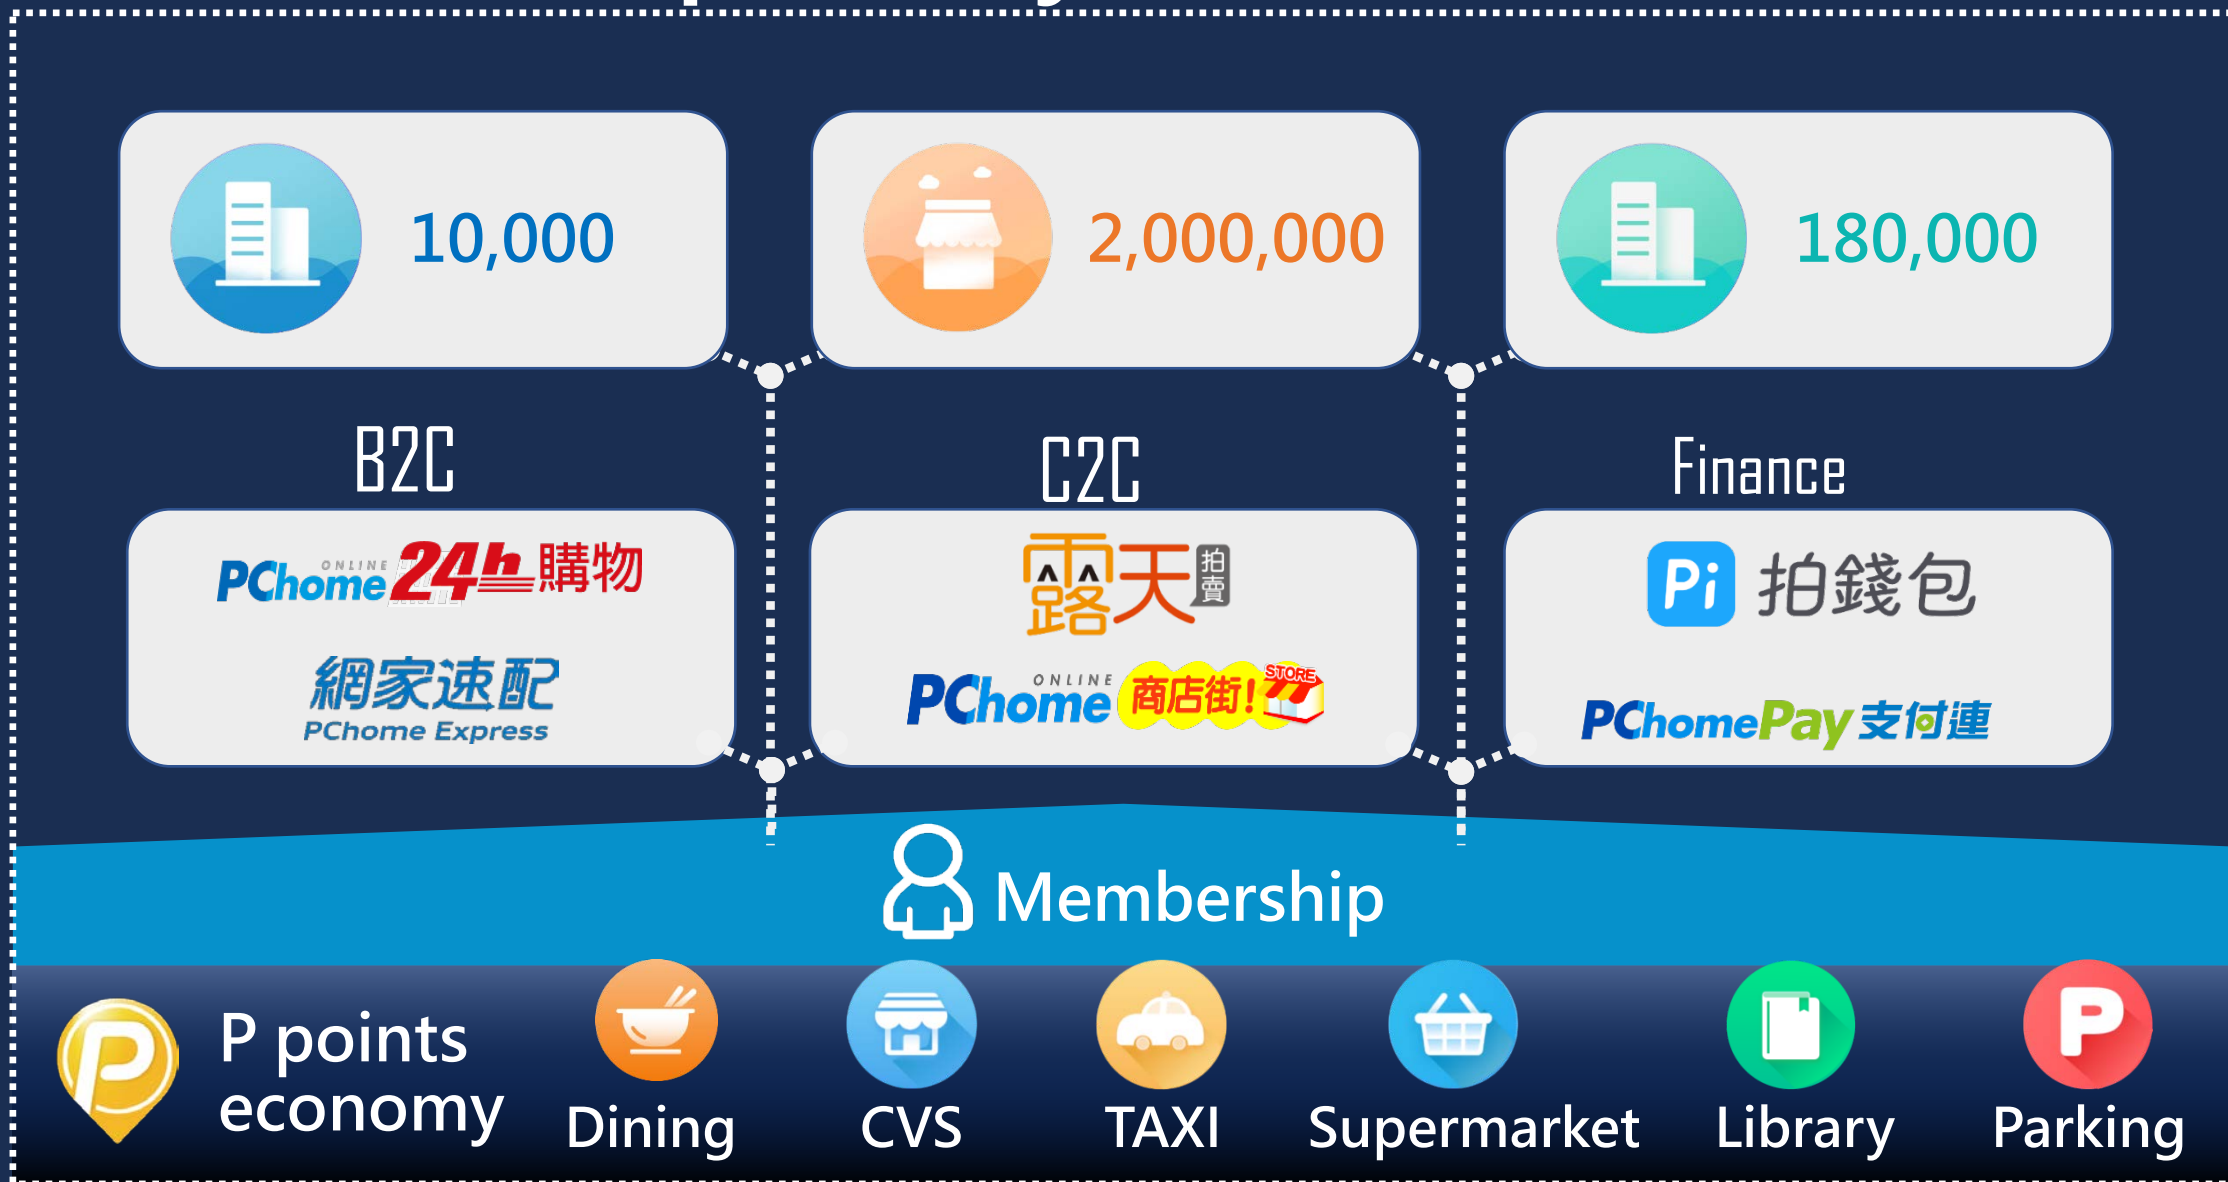 10,000
2,000,000
180,000
B2C
C2C
Finance
PChome ONLINE 24h購物
網家速配
PChome Express
露天拍賣
PChome ONLINE 商店街! STORE
Pi 拍錢包
PChomePay支付連
Membership
P points
economy
Dining
CVS
TAXI
Supermarket
Library
P
Parking